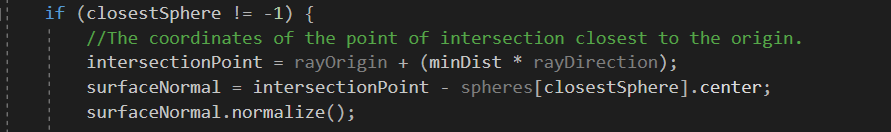 if (closestSphere != -1) {
//The coordinates of the point of intersection closest to the origin.
intersectionPoint = rayOrigin + (minDist * rayDirection);
surfaceNormal = intersectionPoint - spheres[closestSphere].center;
surfaceNormal.normalize();